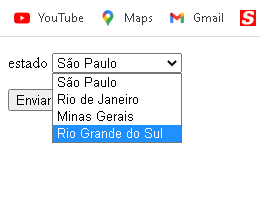 YouTube Maps Gmail
estado São Paulo
São Paulo
Rio de Janeiro
Enviar Minas Gerais
Rio Grande do Sul